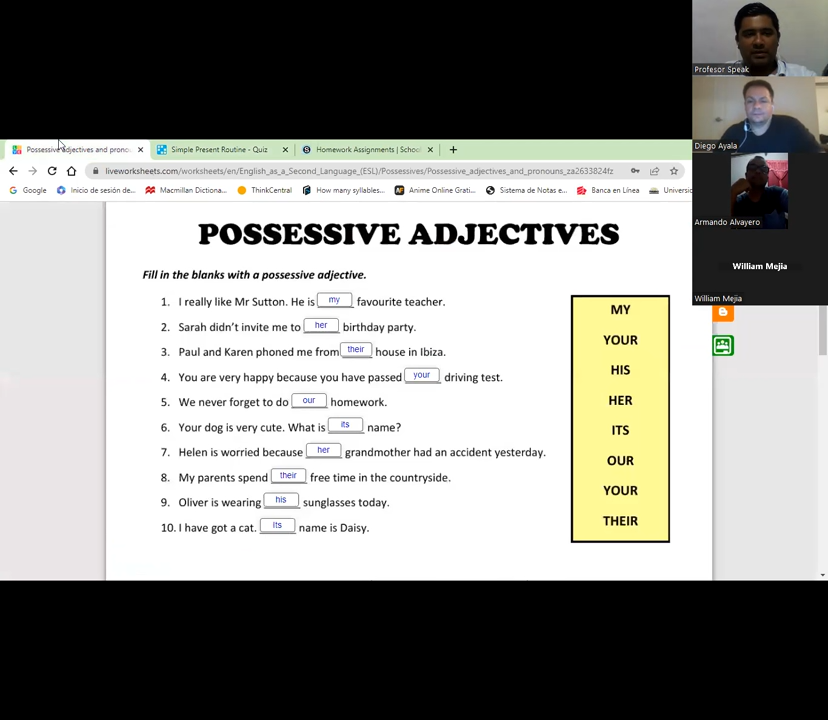 Profesor Speak
Diego Ayala
Armando Alvayero
William Mejia
William Mejia
Possessive adjectives and prono
Simple Present Routine - Quiz
Homework Assignments | School
liveworksheets.com/worksheets/en/English_as_a_Second_Language_(ESL)/Possessives/Possessive_adjectives_and_pronouns_za2633824fz
Google
Inicio de sesión de...
Macmillan Dictiona...
ThinkCentral
How many syllables...
Anime Online Grati...
Sistema de Notas e...
Banca en Línea
Universid
POSSESSIVE ADJECTIVES
Fill in the blanks with a possessive adjective.
1. I really like Mr Sutton. He is my favourite teacher.
2. Sarah didn't invite me to her birthday party.
3. Paul and Karen phoned me from their house in Ibiza.
4. You are very happy because you have passed your driving test.
5. We never forget to do our homework.
6. Your dog is very cute. What is its name?
7. Helen is worried because her grandmother had an accident yesterday.
8. My parents spend their free time in the countryside.
9. Oliver is wearing his sunglasses today.
10. I have got a cat. Its name is Daisy.
MY
YOUR
HIS
HER
ITS
OUR
YOUR
THEIR